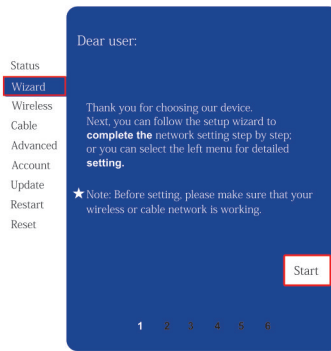 Dear user:
Status
Wizard
Wireless
Cable
Advanced
Account
Update
Restart
Reset
Thank you for choosing our device.
Next, you can follow the setup wizard to
complete the network setting step by step;
or you can select the left menu for detailed
setting.
★Note: Before setting, please make sure that your
wireless or cable network is working.
Start
1 2 3 4 5 6